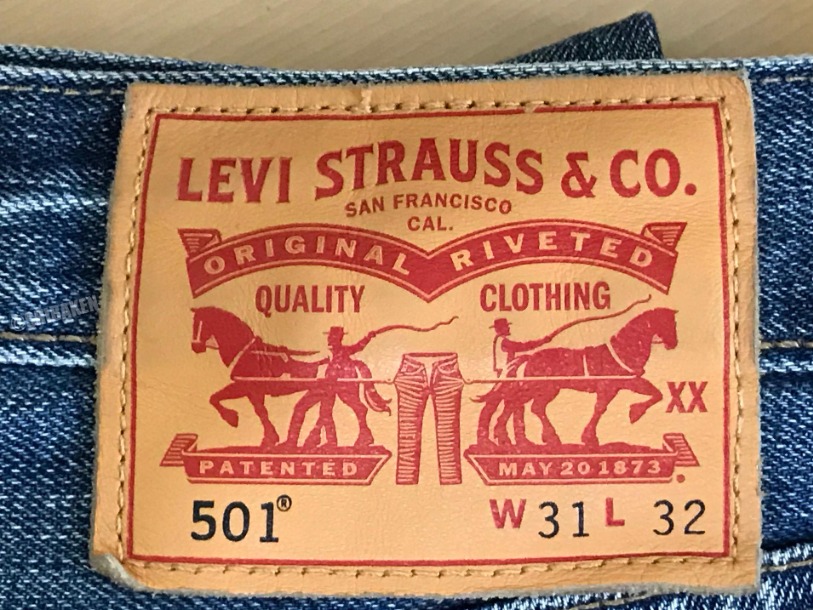 LEVI STRAUSS & CO.
SAN FRANCISCO
CAL.
ORIGINAL RIVETED
QUALITY CLOTHING
XX
PATENTED MAY 20 1873
501® W 31 L 32